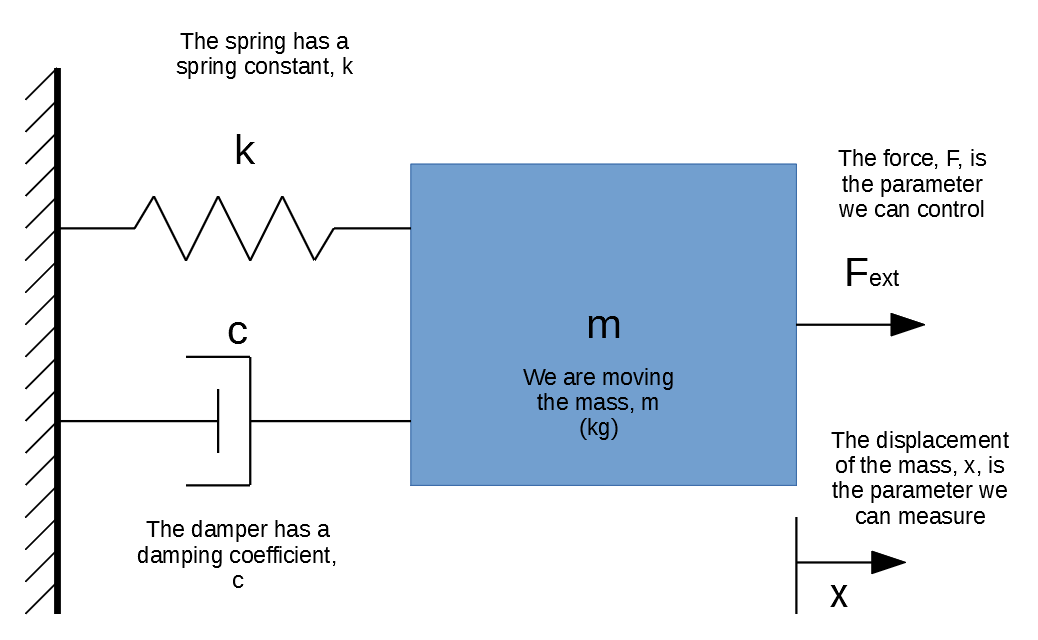 The spring has a
spring constant, k
k
The force, F, is
the parameter
we can control
Fext
c
m
We are moving
the mass, m
(kg)
The displacement
of the mass, x, is
the parameter we
can measure
The damper has a
damping coefficient,
c
x